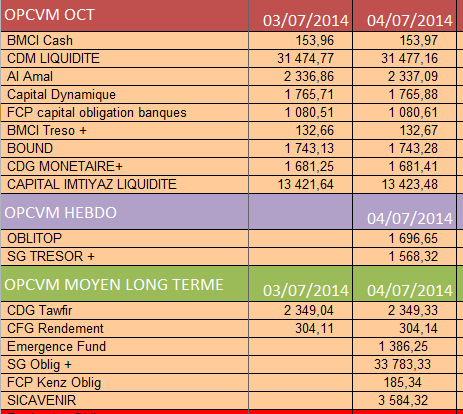 OPCVM OCT 03/07/2014 04/07/2014
BMCI Cash 153,96 153,97
CDM LIQUIDITE 31 474,77 31 477,16
Al Amal 2 336,86 2 337,09
Capital Dynamique 1 765,71 1 765,88
FCP capital obligation banques 1 080,51 1 080,61
BMCI Treso + 132,66 132,67
BOUND 1 743,13 1 743,28
CDG MONETAIRE+ 1 681,25 1 681,41
CAPITAL IMTIYAZ LIQUIDITE 13 421,64 13 423,48
OPCVM HEBDO 04/07/2014
OBLITOP 1 696,65
SG TRESOR + 1 568,32
OPCVM MOYEN LONG TERME 03/07/2014 04/07/2014
CDG Tawfir 2 349,04 2 349,33
CFG Rendement 304,11 304,14
Emergence Fund 1 386,25
SG Oblig + 33 783,33
FCP Kenz Oblig 185,34
SICAVENIR 3 584,32